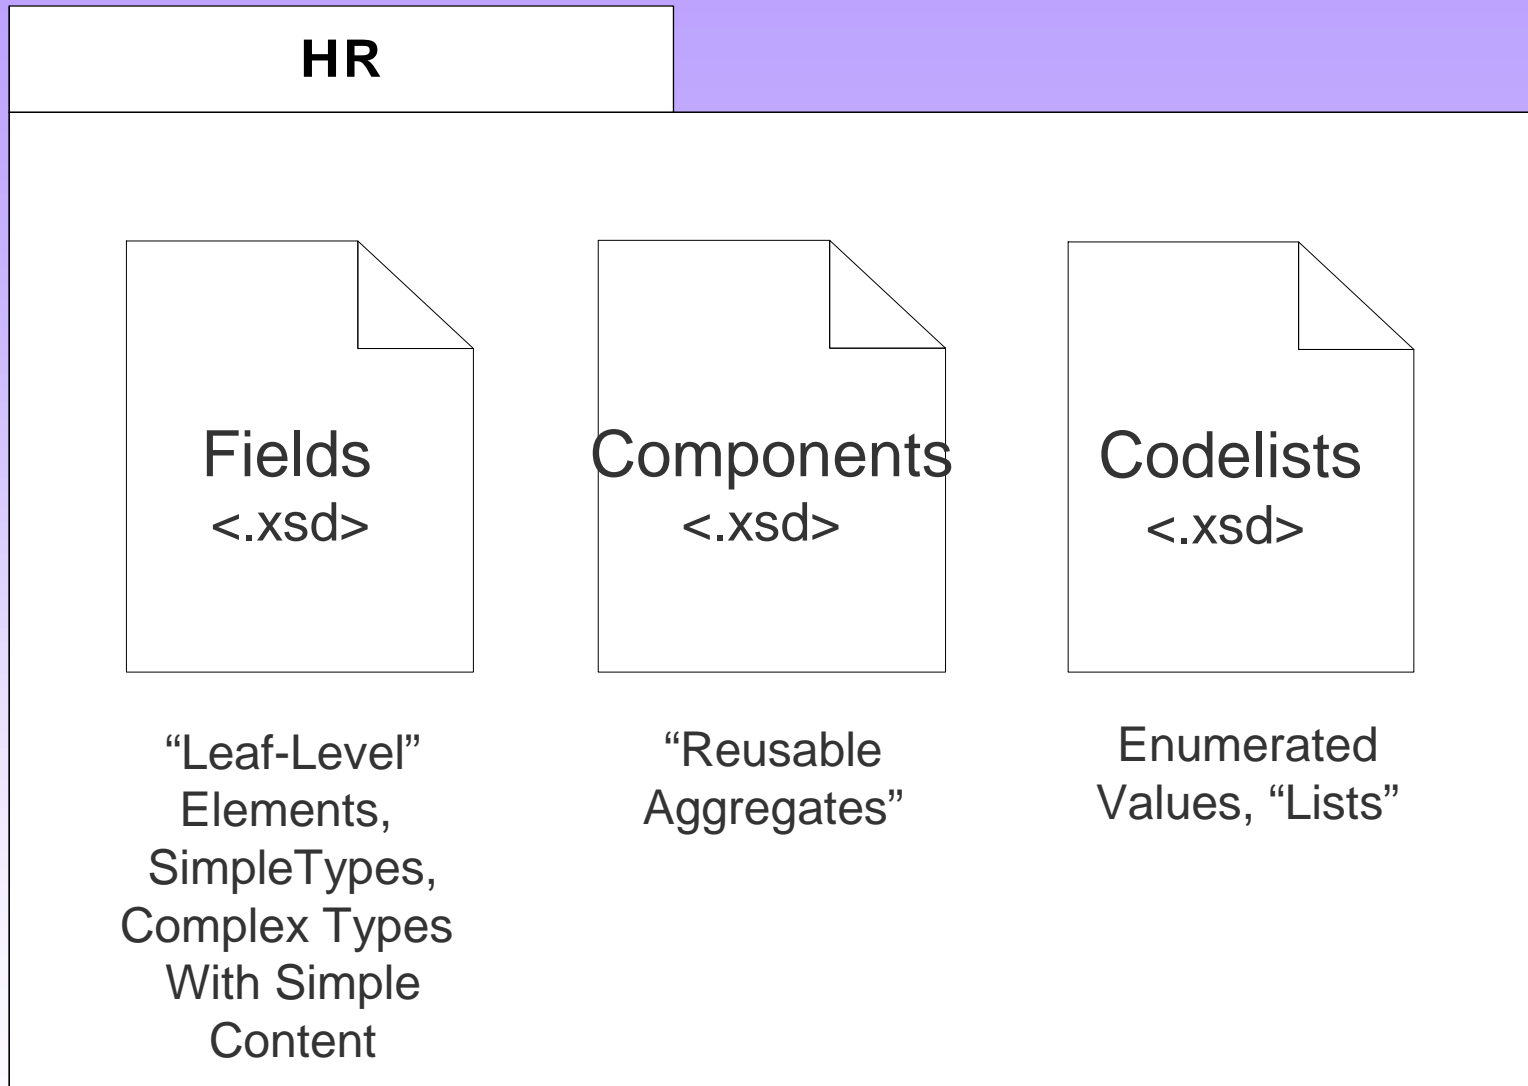 HR
Fields
<.xsd>
Components
<.xsd>
Codelists
<.xsd>
“Leaf-Level”
Elements,
SimpleTypes,
Complex Types
With Simple
Content
“Reusable
Aggregates”
Enumerated
Values, “Lists”